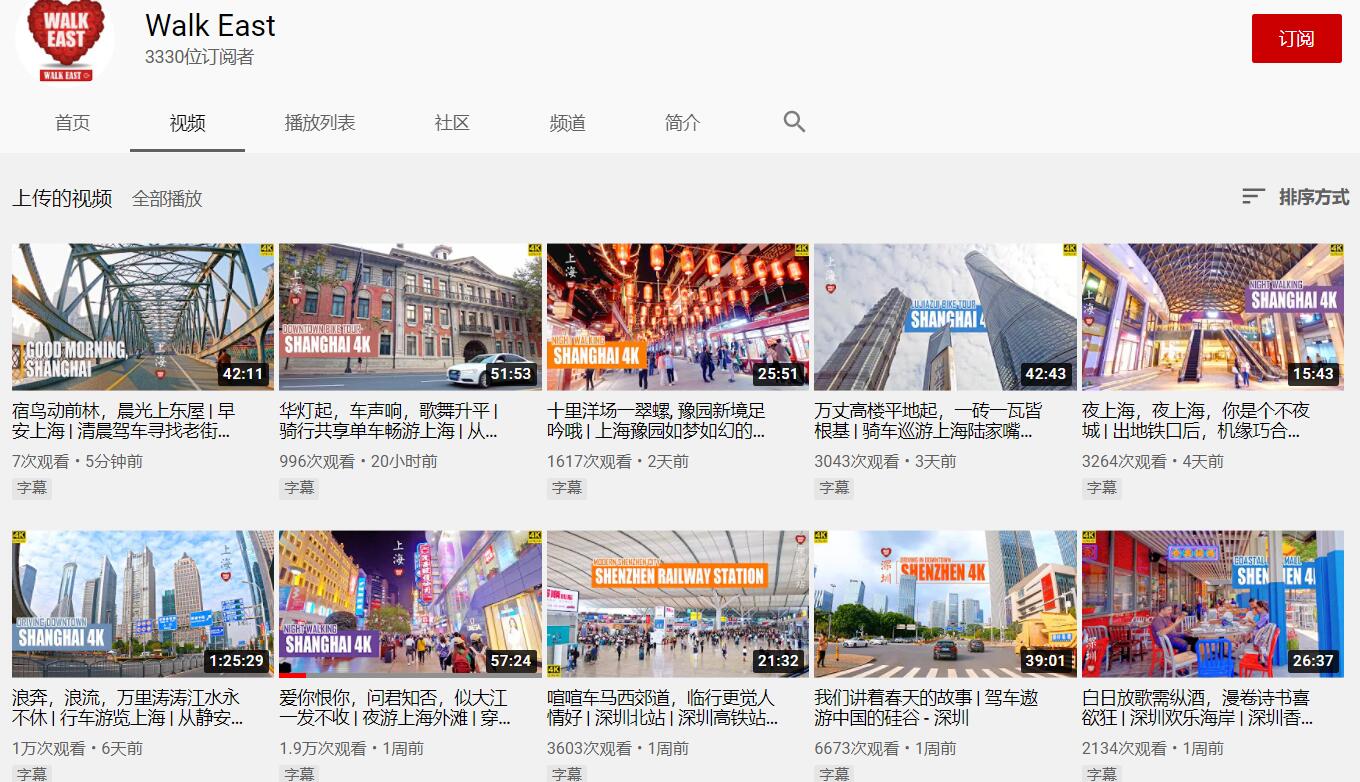 WALK
EAST
WALK EAST
Walk East
3330位订阅者
订阅
首页
视频
播放列表
社区
频道
简介
上传的视频
全部播放
排序方式
4K
GOOD MORNING,
SHANGHAI
上海
42:11
宿鸟动前林，晨光上东屋 | 早
安上海 | 清晨驾车寻找老街...
7次观看 • 5分钟前
字幕
4K
上海
DOWNTOWN BIKE TOUR
SHANGHAI 4K
51:53
华灯起，车声响，歌舞升平 |
骑行共享单车畅游上海 | 从...
996次观看 • 20小时前
字幕
4K
上海
NIGHT WALKING
SHANGHAI 4K
25:51
十里洋场一翠螺, 豫园新境足
吟哦 | 上海豫园如梦如幻的...
1617次观看 • 2天前
字幕
4K
上海
LUJIAZUI BIKE TOUR
SHANGHAI 4
42:43
万丈高楼平地起，一砖一瓦皆
根基 | 骑车巡游上海陆家嘴...
3043次观看 • 3天前
字幕
4K
上海
NIGHT WALKING
SHANGHAI 4K
15:43
夜上海，夜上海，你是个不夜
城 | 出地铁口后，机缘巧合...
3264次观看 • 4天前
字幕
4K
上海
DRIVING DOWNTOWN
SHANGHAI 4K
1:25:29
浪奔，浪流，万里涛涛江水永
不休 | 行车游览上海 | 从静安...
1万次观看 • 6天前
字幕
4K
上海
NIGHT WALKING
SHANGHAI 4K
57:24
爱你恨你，问君知否，似大江
一发不收 | 夜游上海外滩 | 穿...
1.9万次观看 • 1周前
字幕
MODERN SHENZHEN CITY
SHENZHEN RAILWAY STATION
4K
21:32
喧喧车马西郊道，临行更觉人
情好 | 深圳北站 | 深圳高铁站...
3603次观看 • 1周前
字幕
4K
深圳
DRIVING IN DOWNTOWN
SHENZHEN 4K
39:01
我们讲着春天的故事 | 驾车遨
游中国的硅谷 - 深圳
6673次观看 • 1周前
字幕
4K
COASTAL
MALL
SHEN
EN 4
26:37
白日放歌需纵酒，漫卷诗书喜
欲狂 | 深圳欢乐海岸 | 深圳香...
2134次观看 • 1周前
字幕